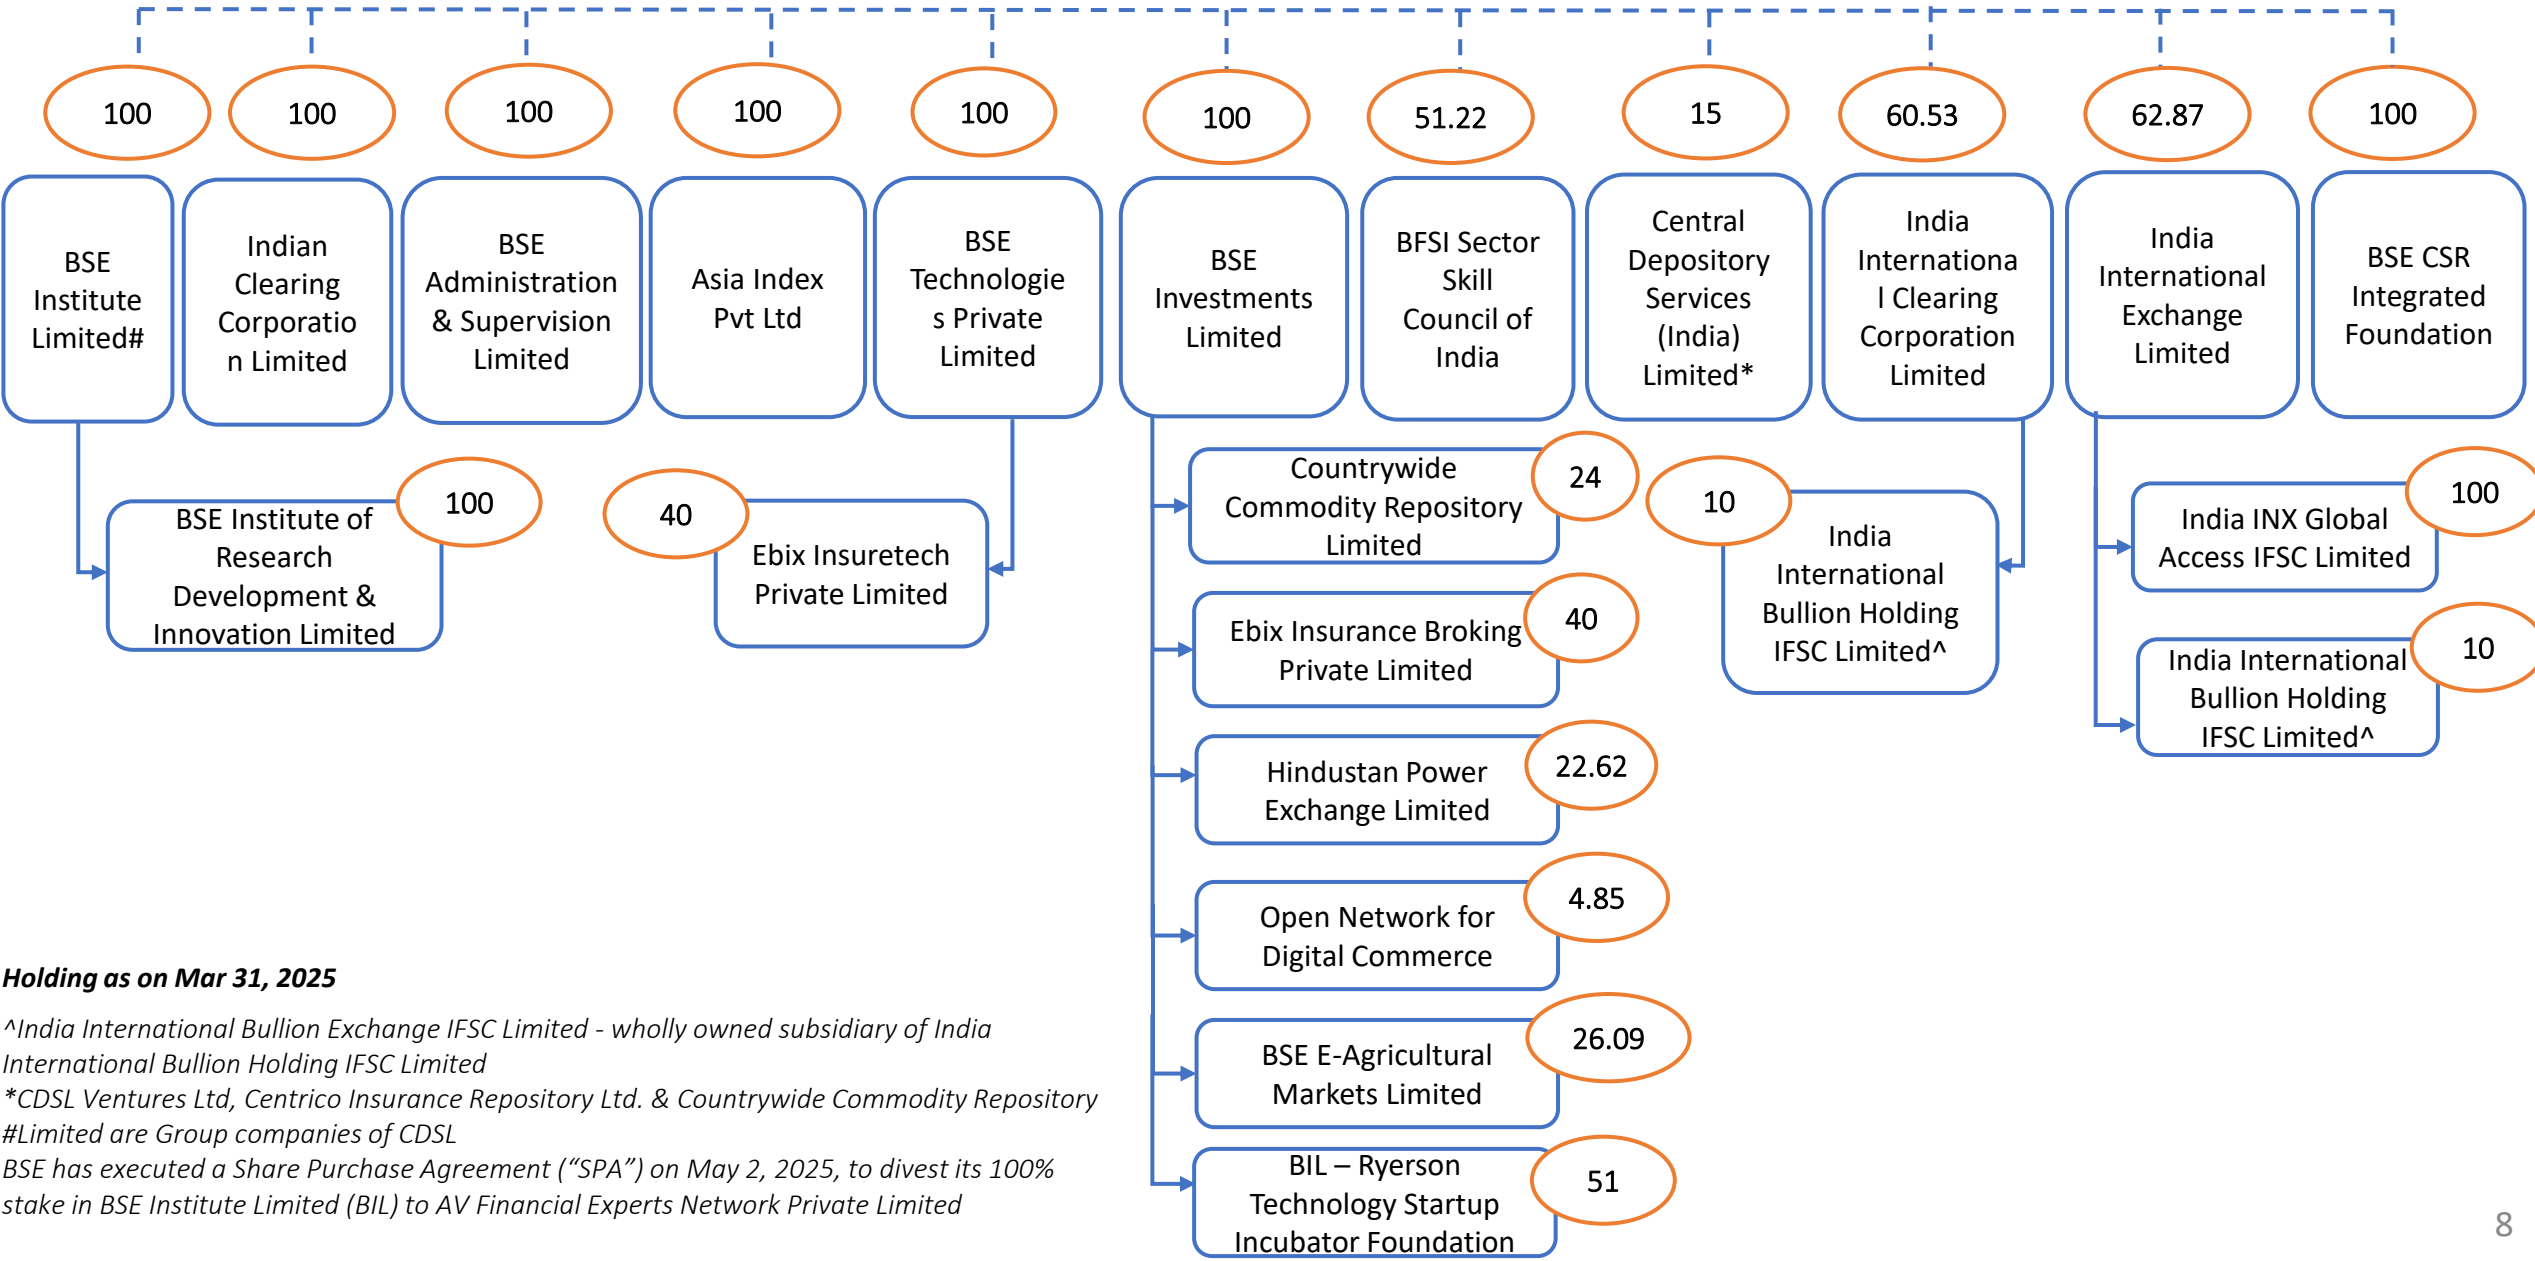 100
100
100
100
100
100
51.22
15
60.53
62.87
100
BSE
Institute
Limited#
Indian
Clearing
Corporatio
n Limited
BSE
Administration
& Supervision
Limited
Asia Index
Pvt Ltd
BSE
Technologie
s Private
Limited
BSE
Investments
Limited
BFSI Sector
Skill
Council of
India
Central
Depository
Services
(India)
Limited*
India
Internationa
l Clearing
Corporation
Limited
India
International
Exchange
Limited
BSE CSR
Integrated
Foundation
100
BSE Institute of
Research
Development &
Innovation Limited
40
Ebix Insuretech
Private Limited
24
Countrywide
Commodity Repository
Limited
40
Ebix Insurance Broking
Private Limited
22.62
Hindustan Power
Exchange Limited
4.85
Open Network for
Digital Commerce
26.09
BSE E-Agricultural
Markets Limited
51
BIL – Ryerson
Technology Startup
Incubator Foundation
10
India
International
Bullion Holding
IFSC Limited^
100
India INX Global
Access IFSC Limited
10
India International
Bullion Holding
IFSC Limited^
Holding as on Mar 31, 2025
^India International Bullion Exchange IFSC Limited - wholly owned subsidiary of India
International Bullion Holding IFSC Limited
*CDSL Ventures Ltd, Centrico Insurance Repository Ltd. & Countrywide Commodity Repository
#Limited are Group companies of CDSL
BSE has executed a Share Purchase Agreement (“SPA”) on May 2, 2025, to divest its 100%
stake in BSE Institute Limited (BIL) to AV Financial Experts Network Private Limited
8